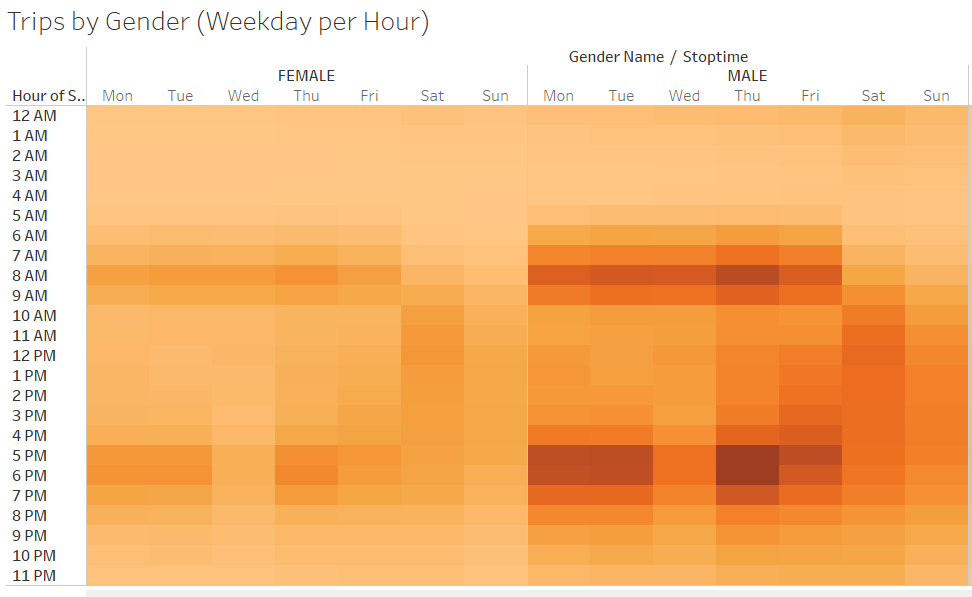 Trips by Gender (Weekday per Hour)
Gender Name / Stoptime
FEMALE MALE
Hour of S.. Mon Tue Wed Thu Fri Sat Sun Mon Tue Wed Thu Fri Sat Sun
12 AM
1 AM
2 AM
3 AM
4 AM
5 AM
6 AM
7 AM
8 AM
9 AM
10 AM
11 AM
12 PM
1 PM
2 PM
3 PM
4 PM
5 PM
6 PM
7 PM
8 PM
9 PM
10 PM
11 PM